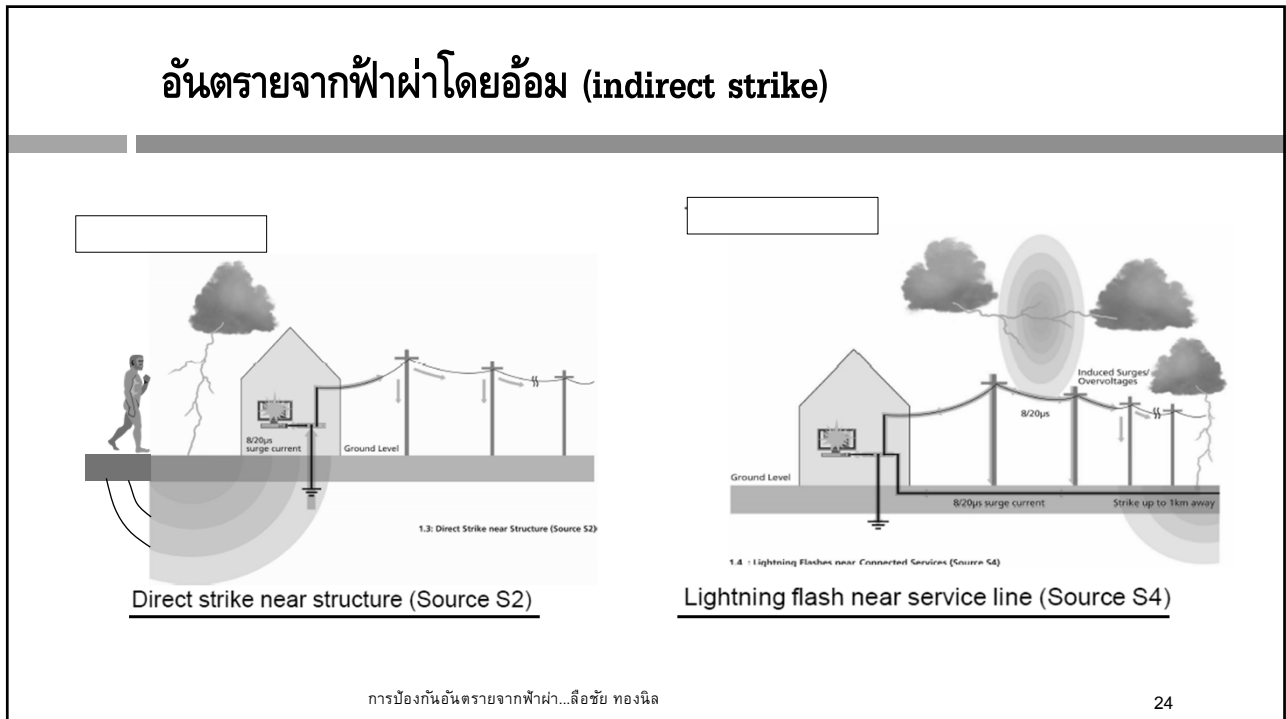 อันตรายจากฟ้าผ่าโดยอ้อม (indirect strike)
8/20µs
surge current
Ground Level
1.3: Direct Strike near Structure (Source S2)
Direct strike near structure (Source S2)
Induced Surges/
Overvoltages
8/20µs
Ground Level
8/20µs surge current
Strike up to 1km away
1.4 : Lightning Flashes near Connected Services (Source S4)
Lightning flash near service line (Source S4)
การป้องกันอันตรายจากฟ้าผ่า...ลือชัย ทองนิล
24